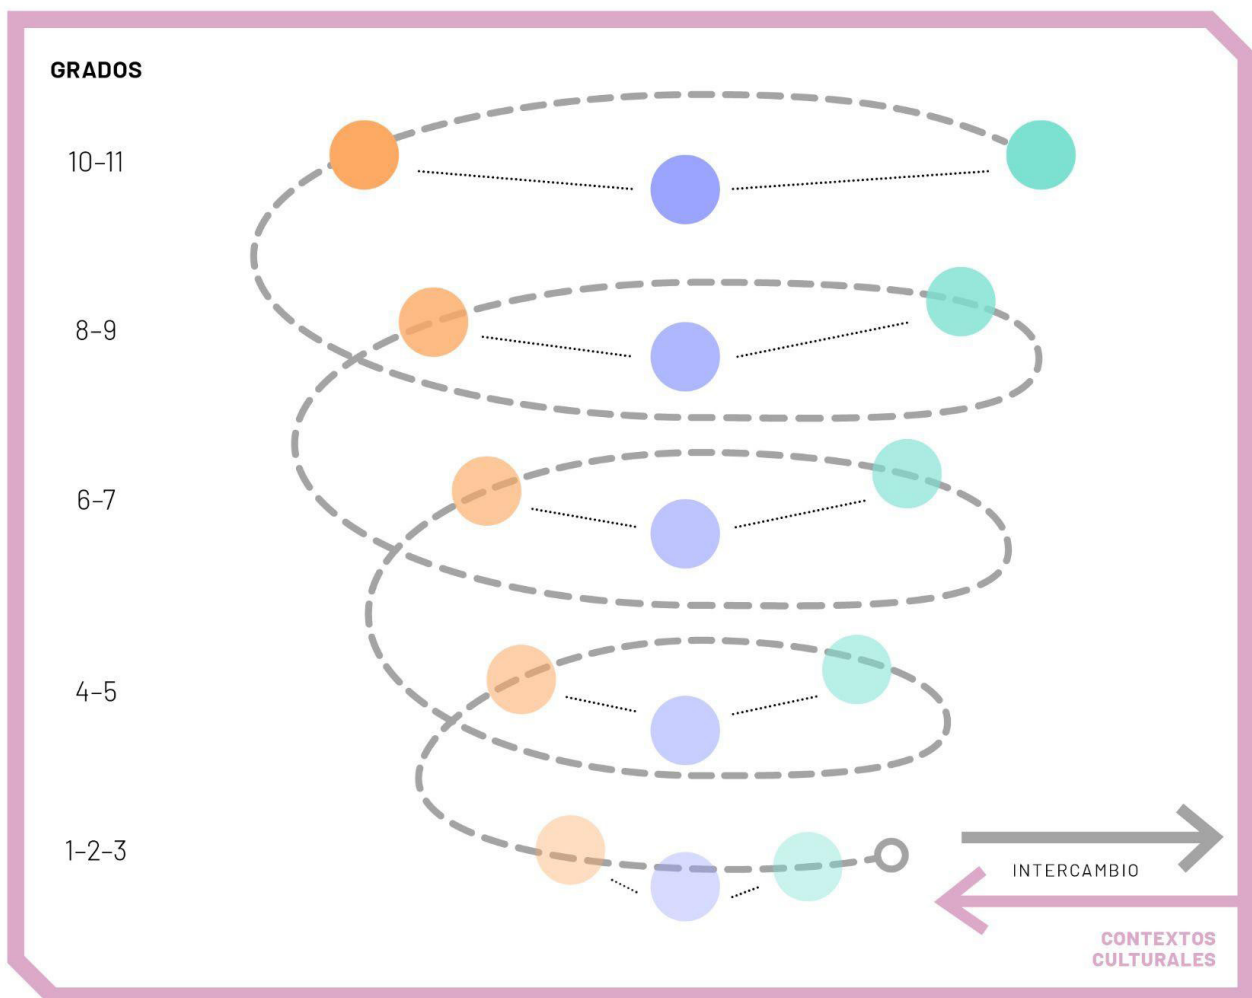 GRADOS
10–11
8–9
6–7
4–5
1–2–3
INTERCAMBIO
CONTEXTOS
CULTURALES